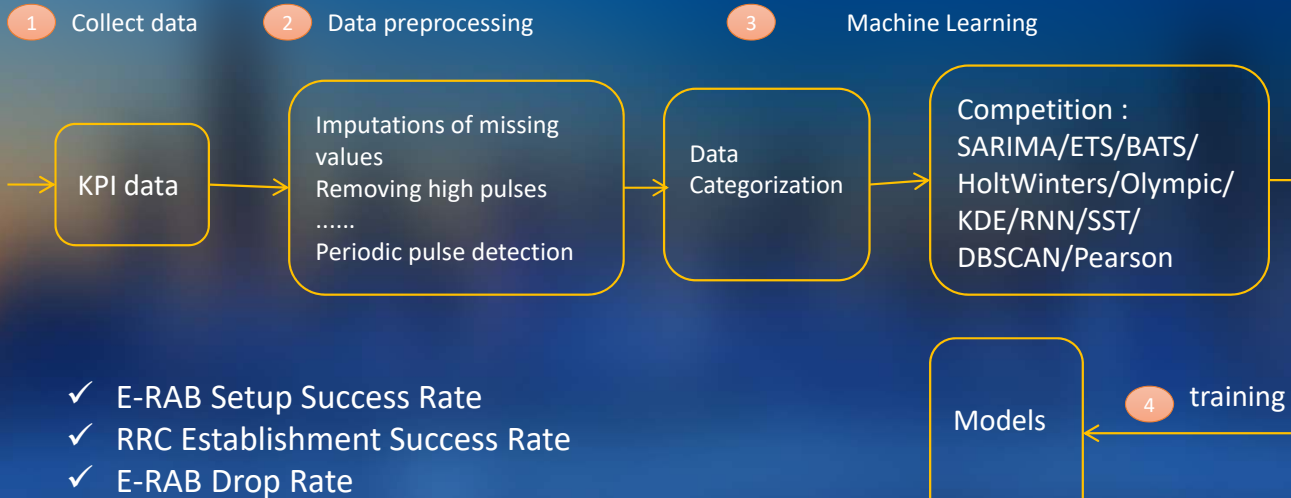 1 Collect data
2 Data preprocessing
3 Machine Learning
KPI data
Imputations of missing
values
Removing high pulses
......
Periodic pulse detection
Data
Categorization
Competition :
SARIMA/ETS/BATS/
HoltWinters/Olympic/
KDE/RNN/SST/
DBSCAN/Pearson
4 training
Models
✓ E-RAB Setup Success Rate
✓ RRC Establishment Success Rate
✓ E-RAB Drop Rate